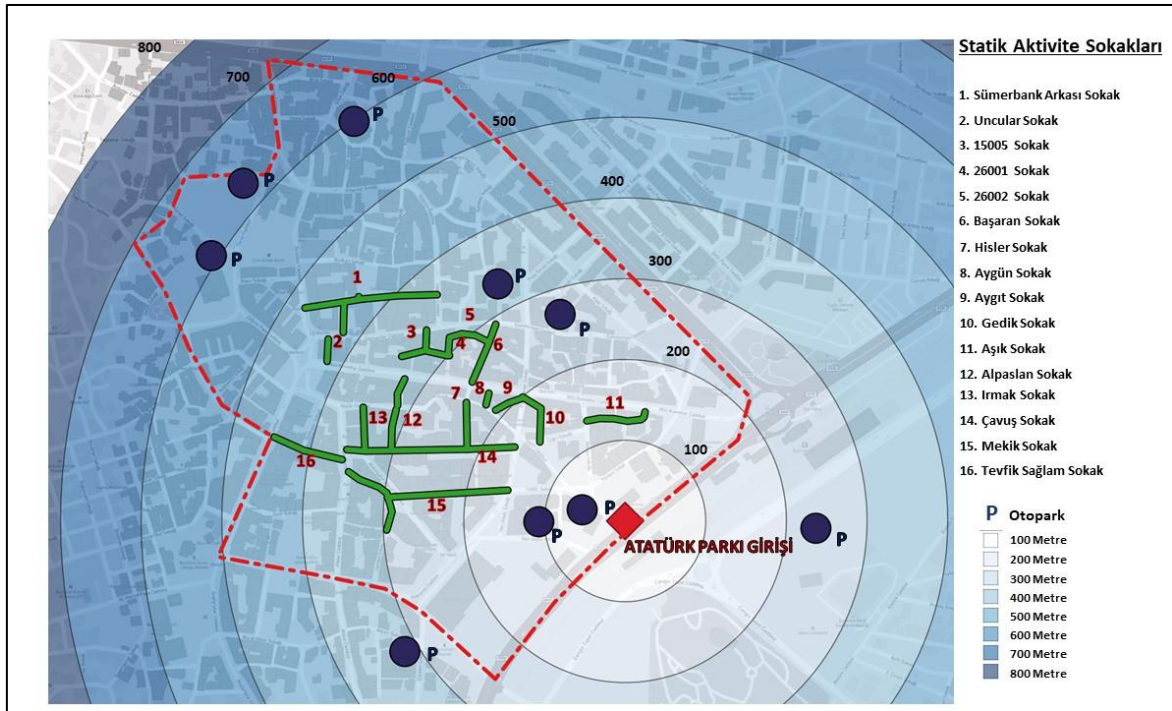 Statik Aktivite Sokakları
1. Sümerbank Arkası Sokak
2. Uncular Sokak
3. 15005 Sokak
4. 26001 Sokak
5. 26002 Sokak
6. Başaran Sokak
7. Hisler Sokak
8. Aygün Sokak
9. Aygıt Sokak
10. Gedik Sokak
11. Aşık Sokak
12. Alpaslan Sokak
13. Irmak Sokak
14. Çavuş Sokak
15. Mekik Sokak
16. Tevfik Sağlam Sokak
P Otopark
100 Metre
200 Metre
300 Metre
400 Metre
500 Metre
600 Metre
700 Metre
800 Metre
800
700
600
500
400
300
200
100
P
P
P
P
P
P
P
P
P
1
2
3
4
5
6
7
8
9
10
11
12
13
14
15
16
ATATÜRK PARKI GİRİŞİ